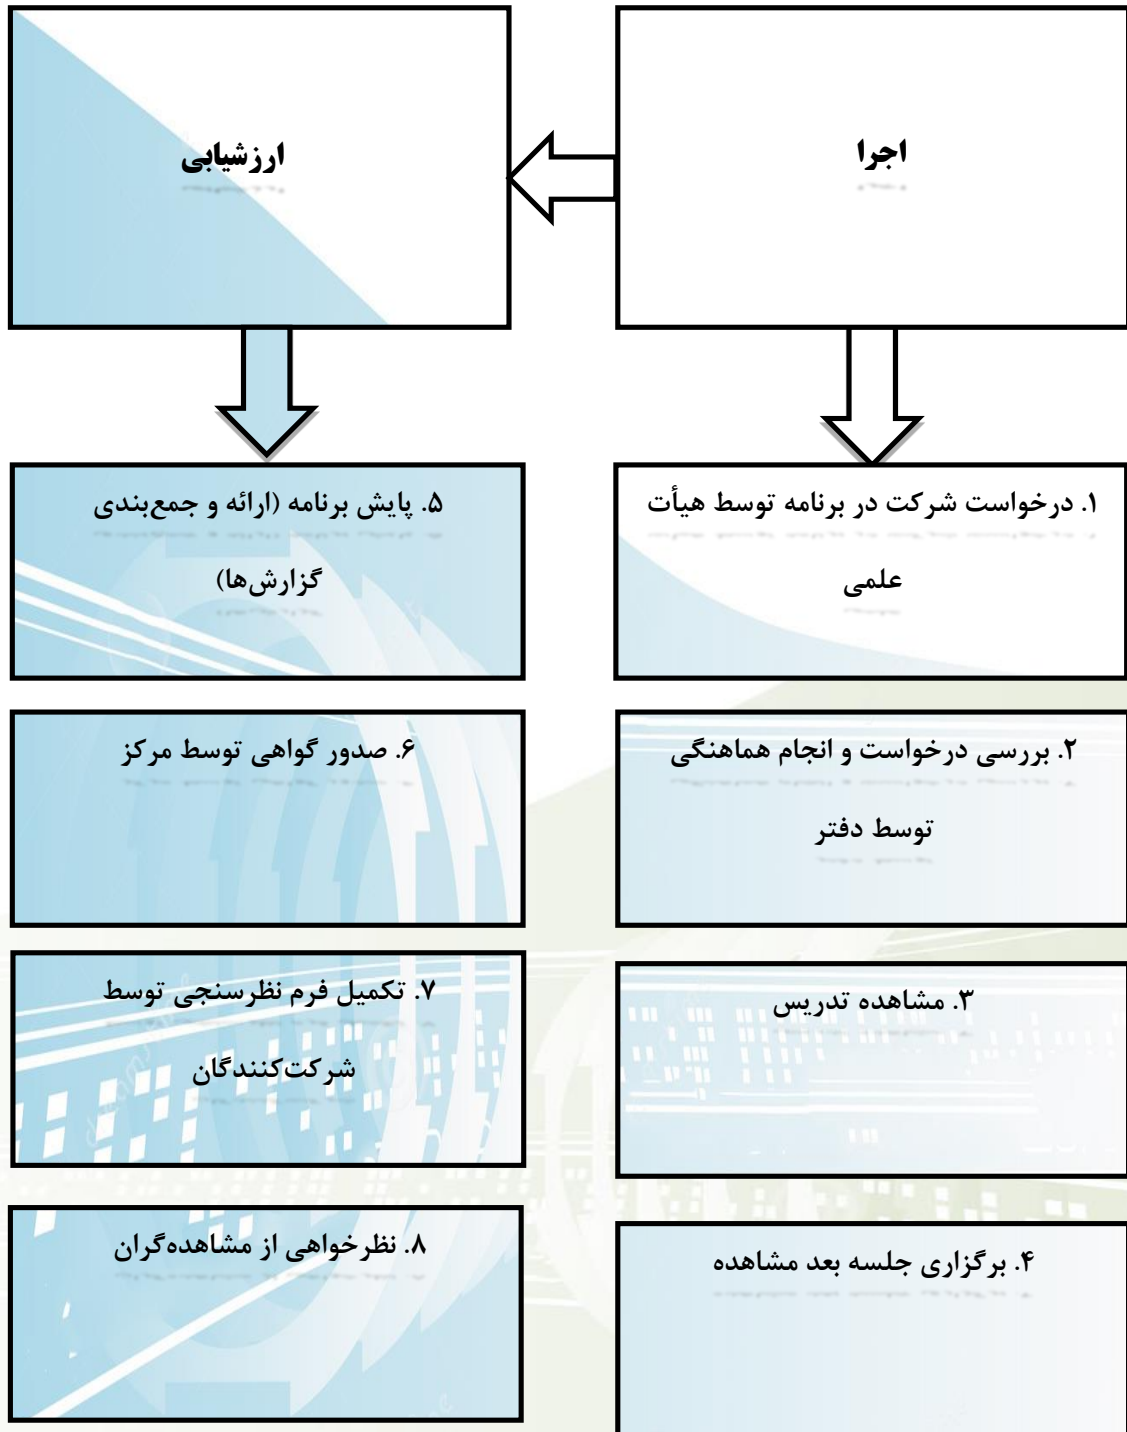 اجرا
ارزشیابی
۱. درخواست شرکت در برنامه توسط هیأت
علمی
۲. بررسی درخواست و انجام هماهنگی
توسط دفتر
۳. مشاهده تدریس
۴. برگزاری جلسه بعد مشاهده
۵. پایش برنامه (ارائه و جمع‌بندی
گزارش‌ها)
۶. صدور گواهی توسط مرکز
۷. تکمیل فرم نظرسنجی توسط
شرکت‌کنندگان
۸. نظرخواهی از مشاهده‌گران